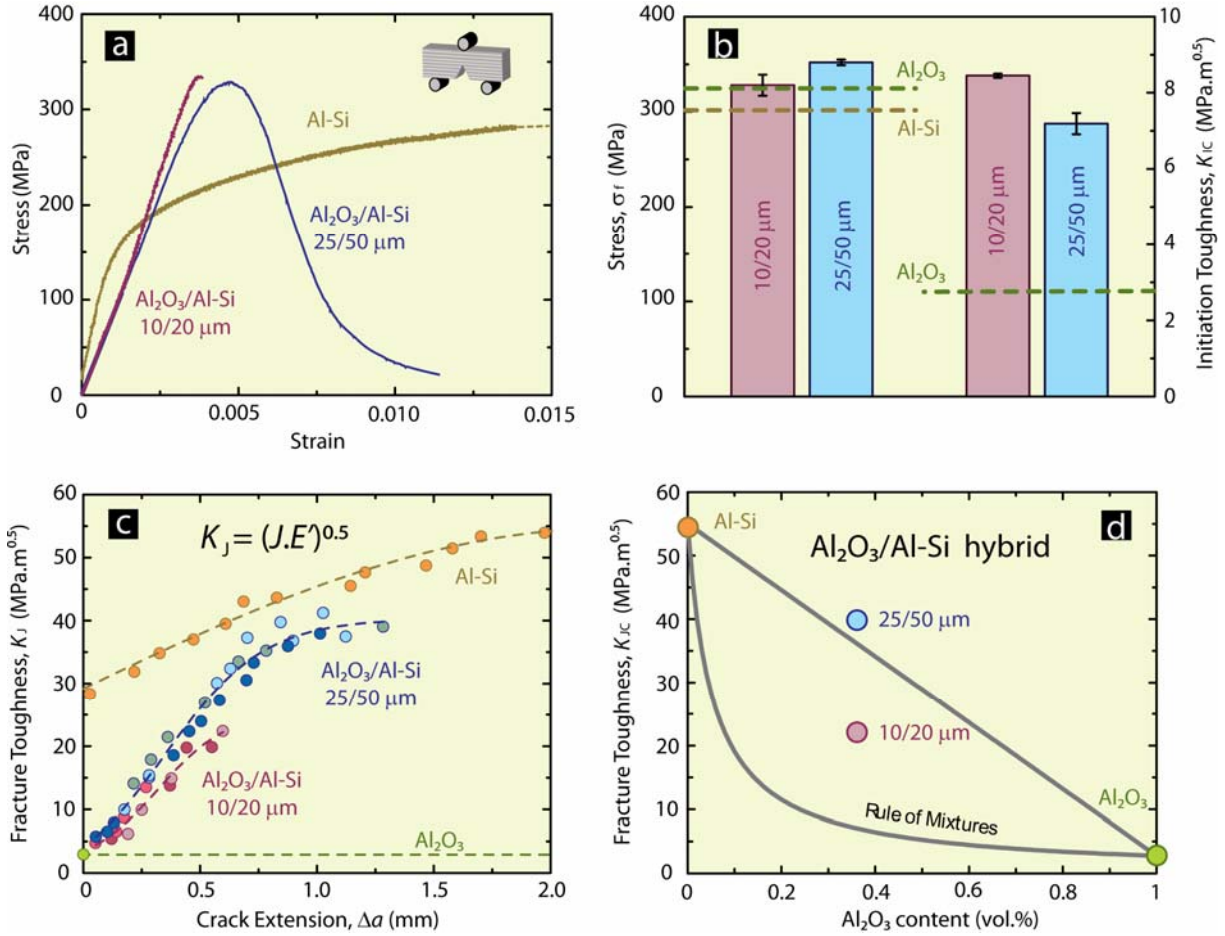 a
400
300
200
100
0
Stress (MPa)
Al-Si
Al₂O₃/Al-Si
25/50 μm
Al₂O₃/Al-Si
10/20 μm
0
0.005
0.010
0.015
Strain
b
400
300
200
100
0
Stress, σf (MPa)
Al₂O₃
Al-Si
10/20 μm
25/50 μm
Al₂O₃
10/20 μm
25/50 μm
10
8
6
4
2
0
Initiation Toughness, KIC (MPa.m^0.5)
c
60
50
40
30
20
10
0
Fracture Toughness, KJ (MPa.m^0.5)
KJ = (J.E′)^0.5
Al-Si
Al₂O₃/Al-Si
25/50 μm
Al₂O₃/Al-Si
10/20 μm
Al₂O₃
0
0.5
1.0
1.5
2.0
Crack Extension, Δa (mm)
d
60
50
40
30
20
10
0
Fracture Toughness, KJC (MPa.m^0.5)
Al-Si
Al₂O₃/Al-Si hybrid
25/50 μm
10/20 μm
Al₂O₃
Rule of Mixtures
0
0.2
0.4
0.6
0.8
1
Al₂O₃ content (vol.%)